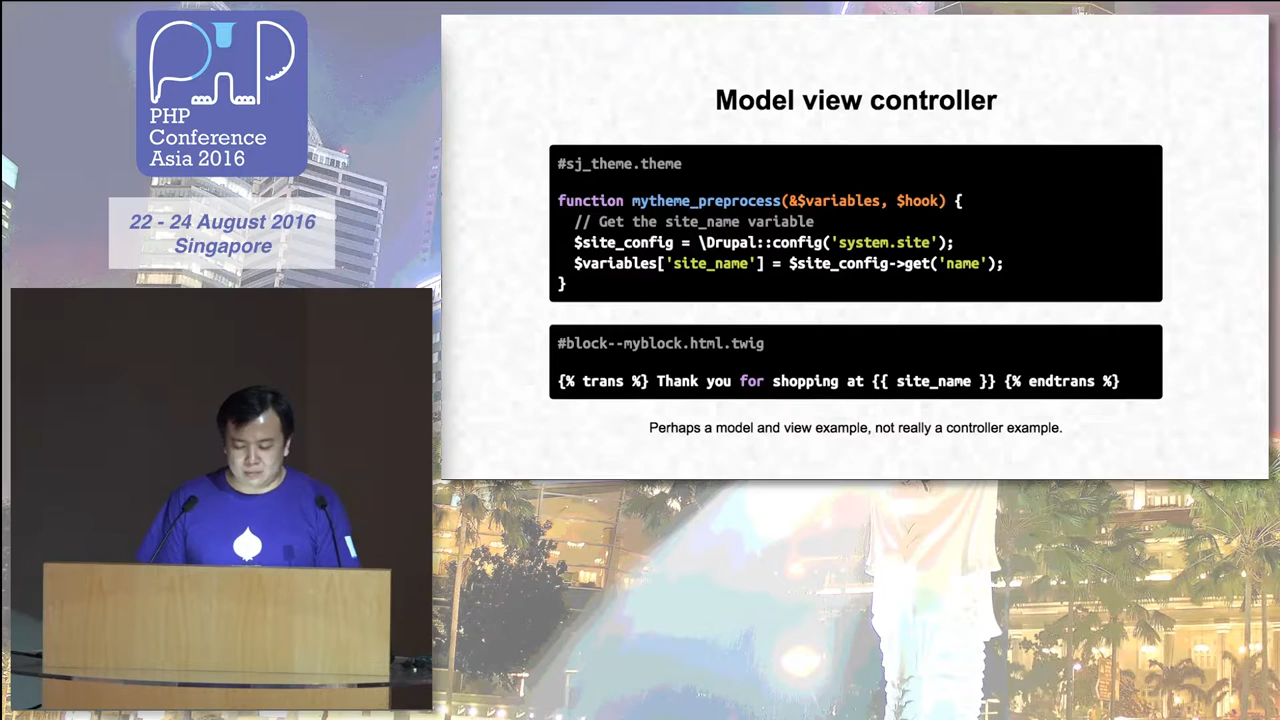 PHP
PHP
Conference
Asia 2016
22 - 24 August 2016
Singapore
Model view controller
#sj_theme.theme
function mytheme_preprocess(&$variables, $hook) {
// Get the site_name variable
$site_config = \Drupal::config('system.site');
$variables['site_name'] = $site_config->get('name');
}
#block--myblock.html.twig
{% trans %} Thank you for shopping at {{ site_name }} {% endtrans %}
Perhaps a model and view example, not really a controller example.